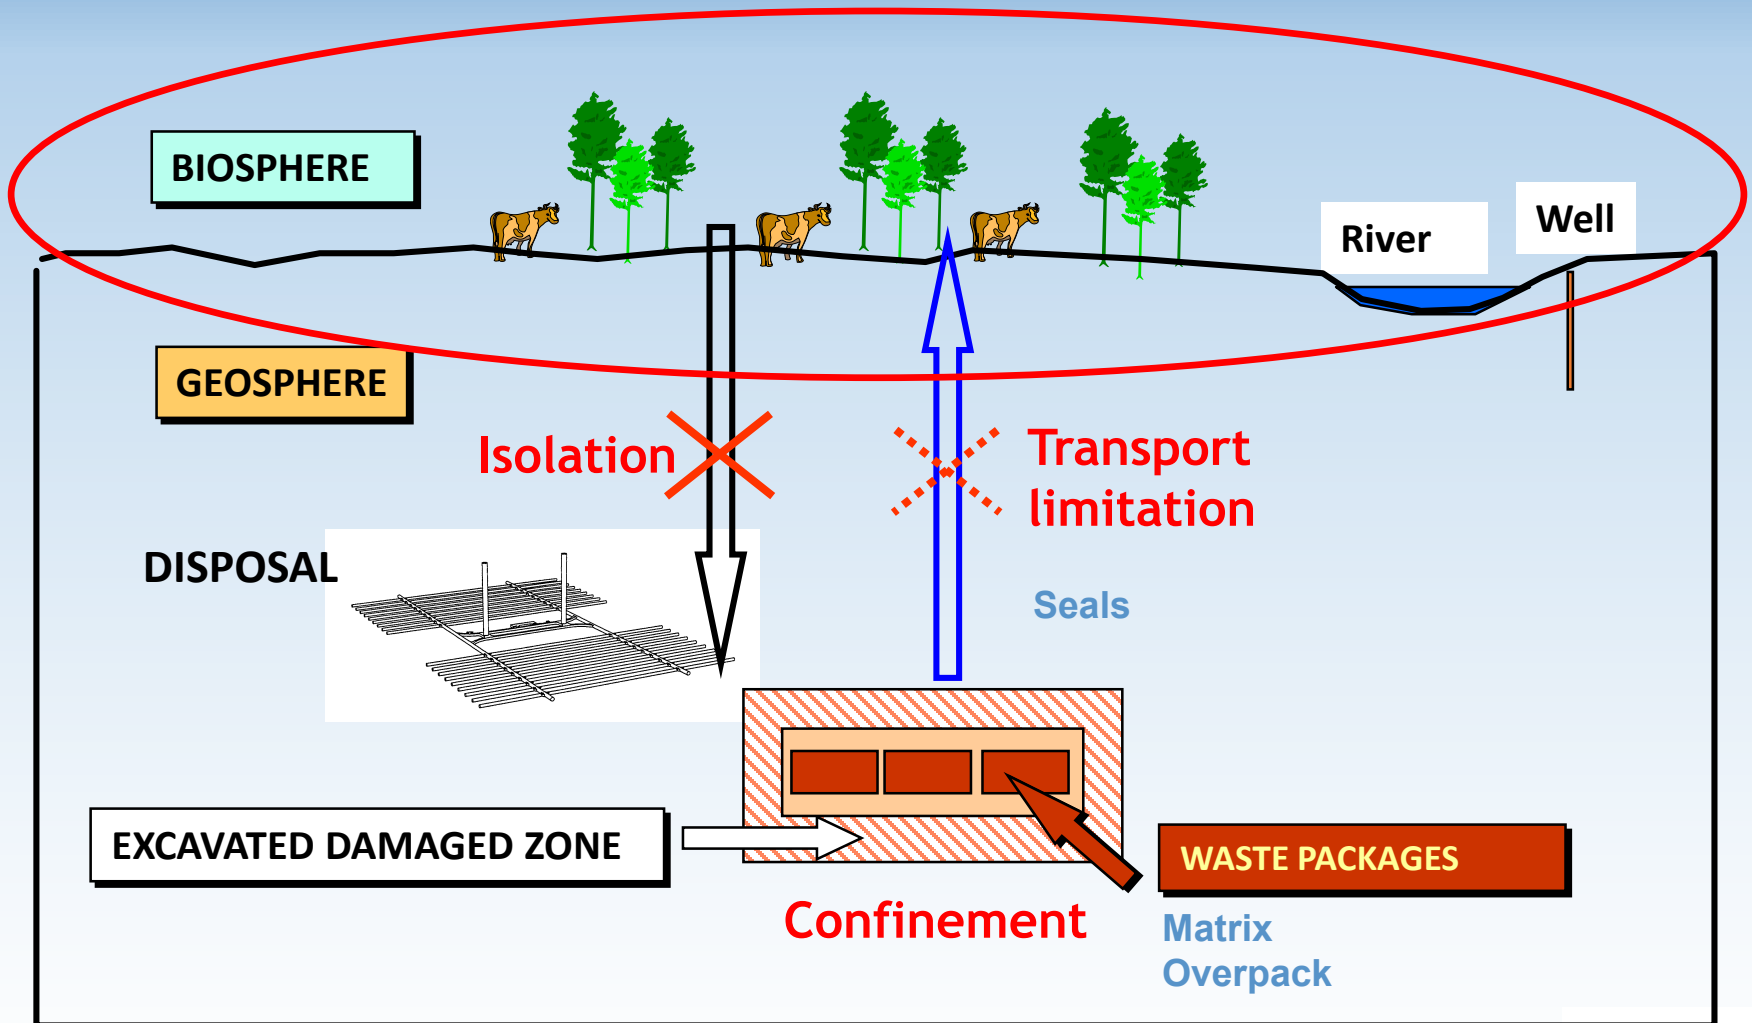 BIOSPHERE
River
Well
GEOSPHERE
Isolation
Transport
limitation
DISPOSAL
Seals
EXCAVATED DAMAGED ZONE
WASTE PACKAGES
Confinement
Matrix
Overpack